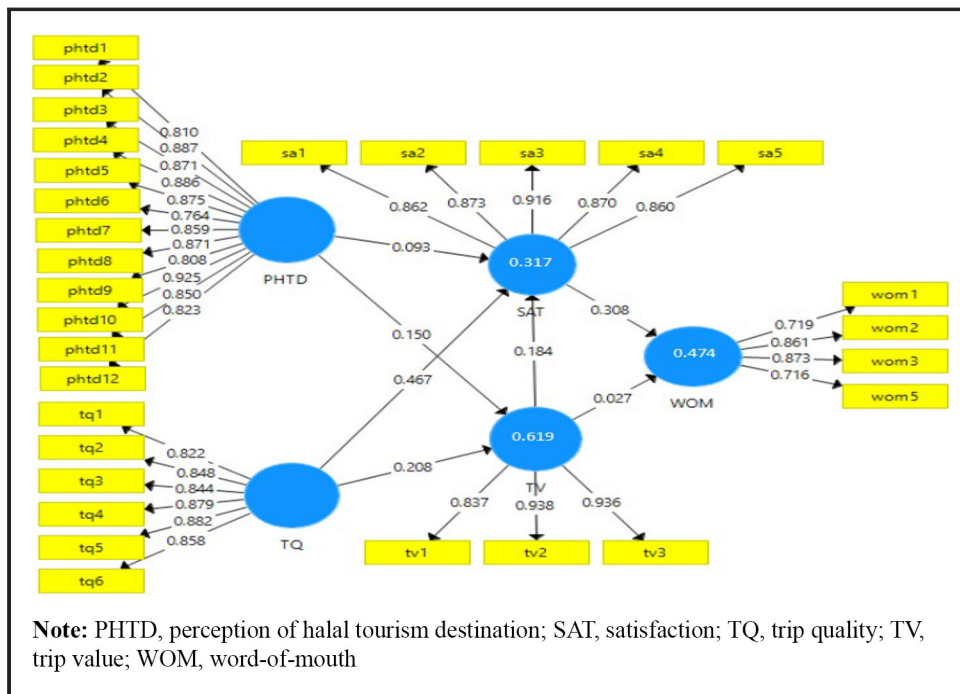 phtd1
phtd2
phtd3
phtd4
phtd5
phtd6
phtd7
phtd8
phtd9
phtd10
phtd11
phtd12
0.810
0.887
0.871
0.886
0.875
0.764
0.859
0.871
0.808
0.925
0.850
0.823
PHTD
sa1 sa2 sa3 sa4 sa5
0.862 0.873 0.916 0.870 0.860
0.093
0.317
SAT
0.150
0.467
0.184
0.308
0.027
0.208
0.474
WOM
wom1
wom2
wom3
wom5
0.719
0.861
0.873
0.716
tq1
tq2
tq3
tq4
tq5
tq6
0.822
0.848
0.844
0.879
0.882
0.858
TQ
0.619
TV
0.837 0.938 0.936
tv1 tv2 tv3
Note: PHTD, perception of halal tourism destination; SAT, satisfaction; TQ, trip quality; TV,
trip value; WOM, word-of-mouth